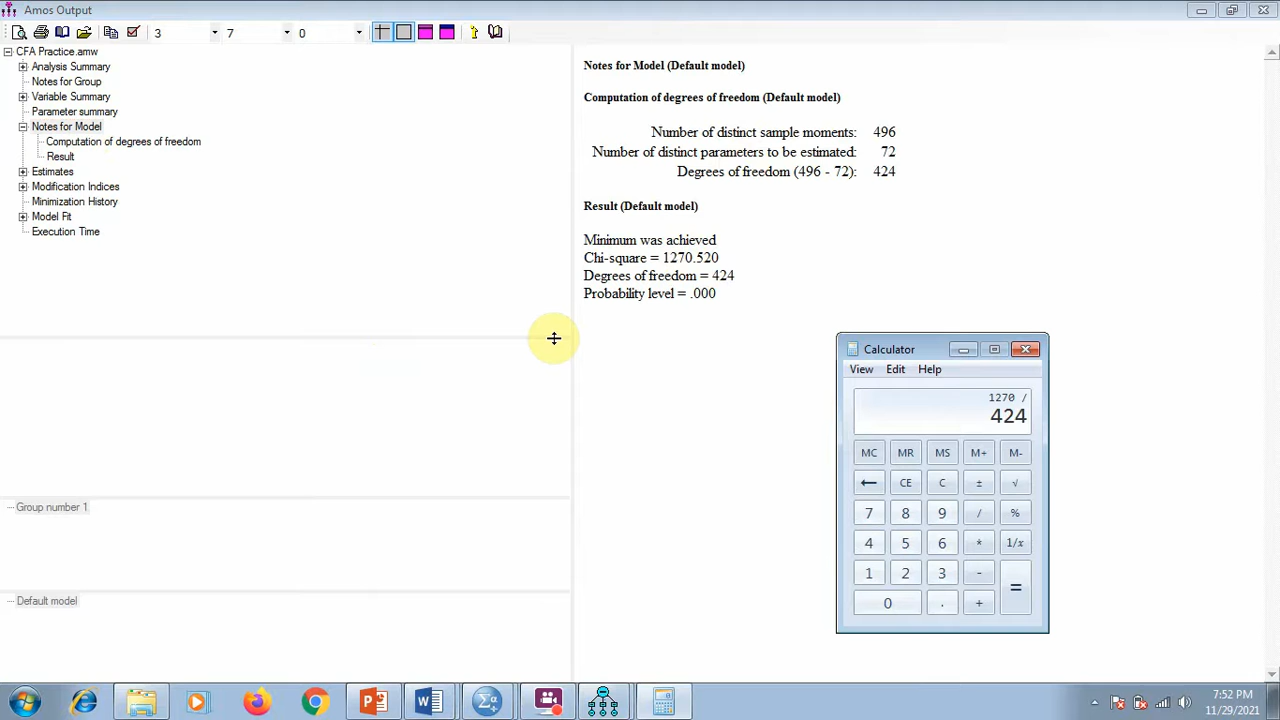 Amos Output
3 7 0
CFA Practice.amw
Analysis Summary
Notes for Group
Variable Summary
Parameter summary
Notes for Model
Computation of degrees of freedom
Result
Estimates
Modification Indices
Minimization History
Model Fit
Execution Time
Group number 1
Default model
Notes for Model (Default model)
Computation of degrees of freedom (Default model)
Number of distinct sample moments: 496
Number of distinct parameters to be estimated: 72
Degrees of freedom (496 - 72): 424
Result (Default model)
Minimum was achieved
Chi-square = 1270.520
Degrees of freedom = 424
Probability level = .000
Calculator
View Edit Help
1270 /
424
MC MR MS M+ M-
← CE C ± √
7 8 9 / %
4 5 6 * 1/x
1 2 3 - =
0 . +
7:52 PM
11/29/2021